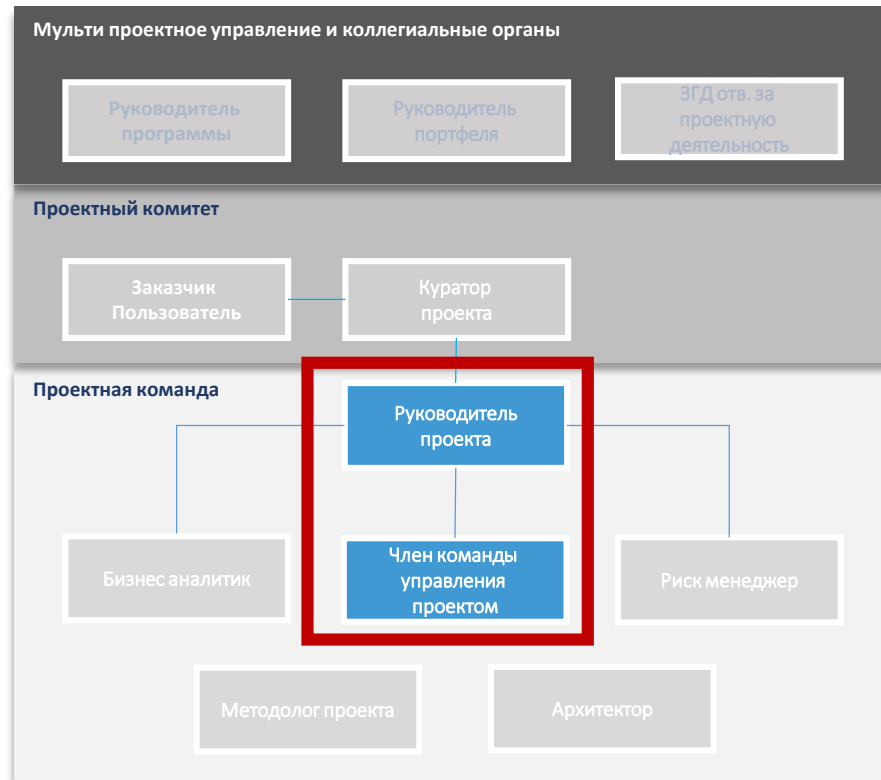 Мульти проектное управление и коллегиальные органы
Руководитель
программы
Руководитель
портфеля
ЗГД отв. за
проектную
деятельность
Проектный комитет
Заказчик
Пользователь
Куратор
проекта
Проектная команда
Руководитель
проекта
Бизнес аналитик
Член команды
управления
проектом
Риск менеджер
Методолог проекта
Архитектор